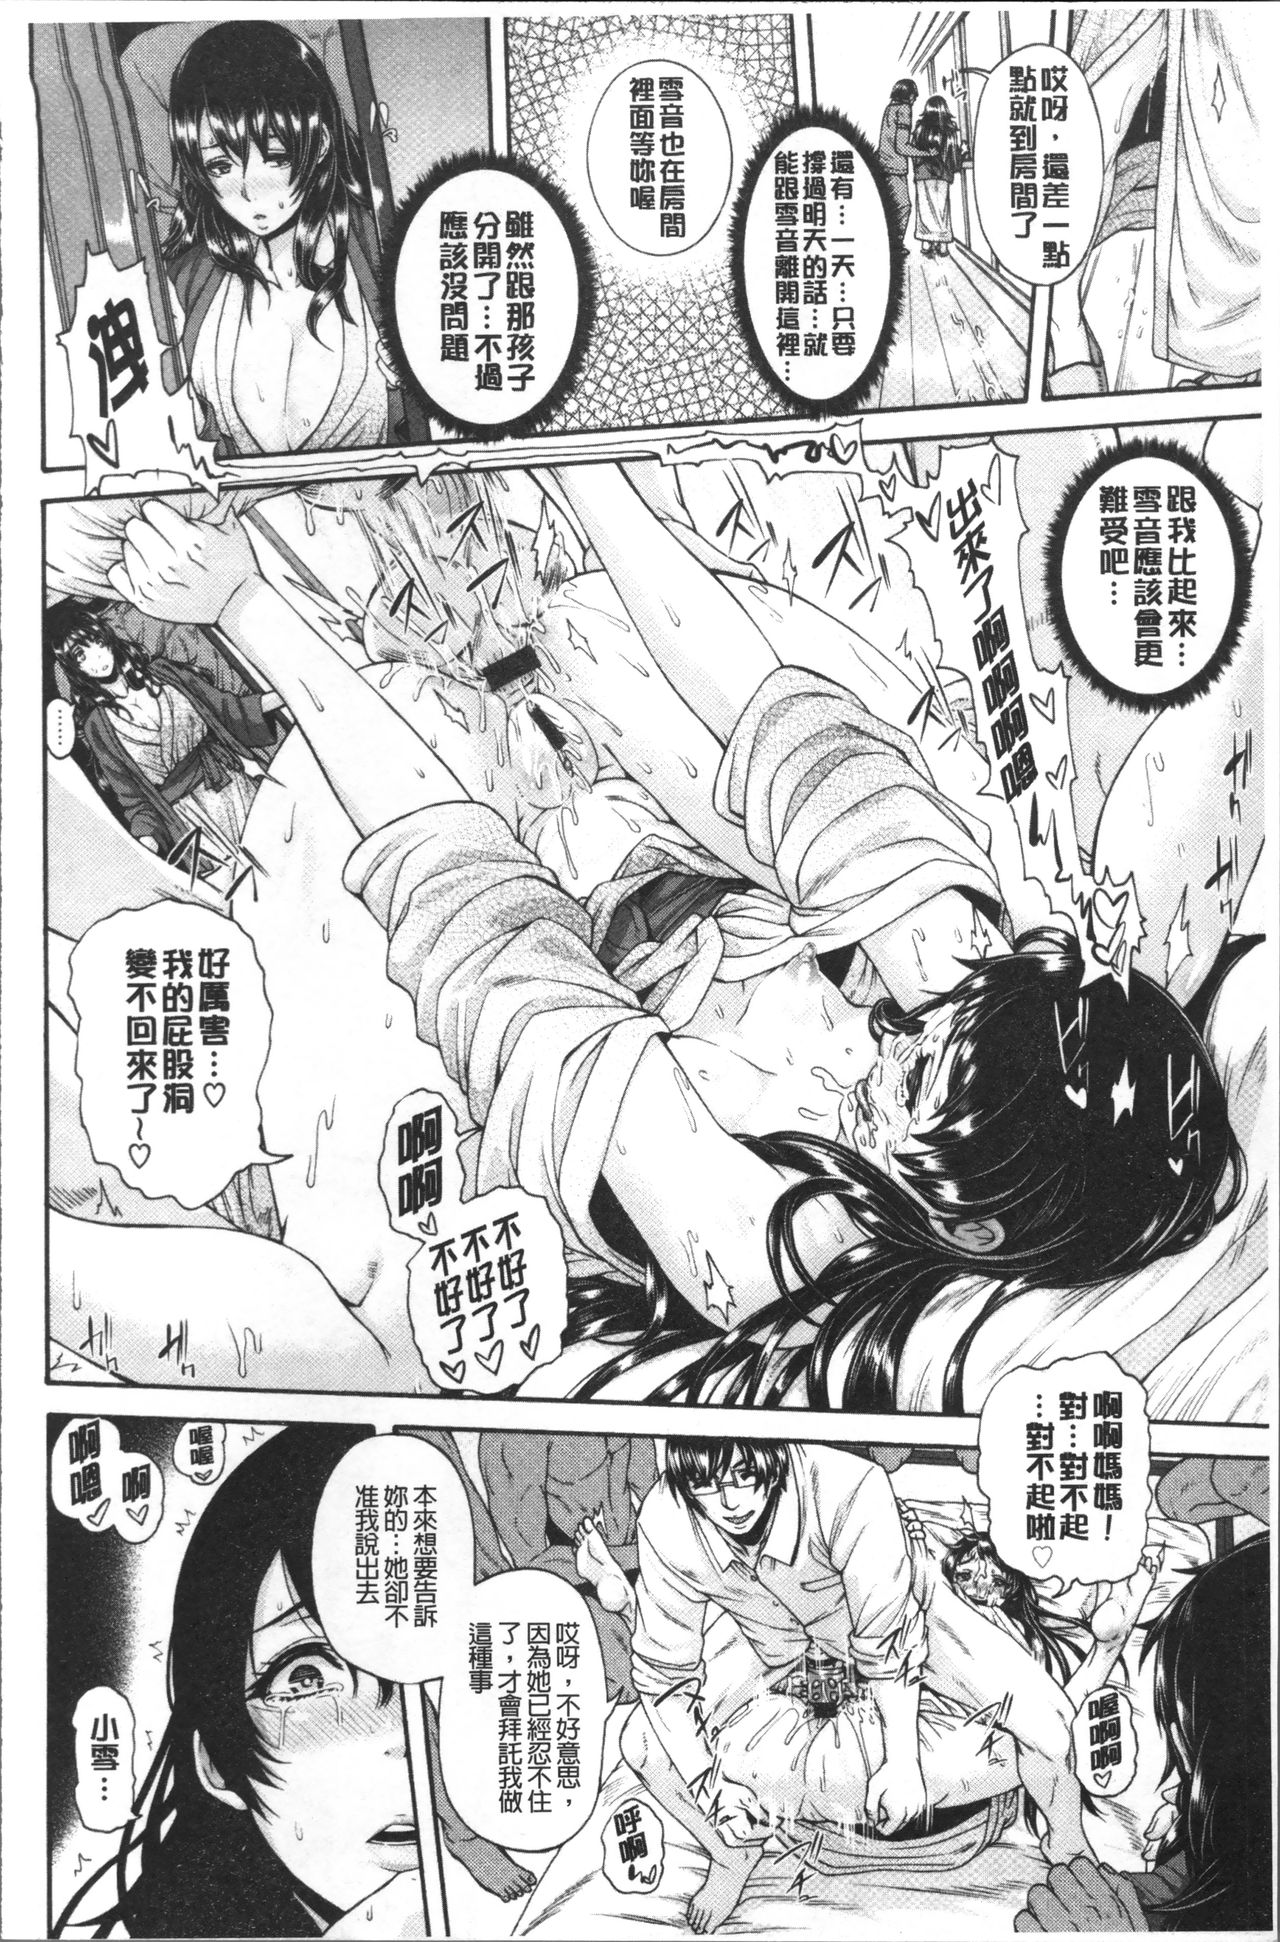 哎呀，還差一點
點就到房間了
還有…一天…只要
撐過明天的話…就
能跟雪音離開這裡…
雪音也在房間
裡面等妳喔
雖然跟那孩子
分開了…不過
應該沒問題
洩♡
跟我比起來…
雪音應該會更
難受吧…
出來了啊啊啊啊嗯
……
好厲害…♡
我的屁股洞
變不回來了～♡
啊啊♡
不好了♡
不好了♡
不好了♡
啊啊媽媽！
對…對不起
…對不起啦♡
喔啊啊♡
呼啊♡
哎呀，不好意思，
因為她已經忍不住
了，才會拜託我做
這種事
本來想要告訴
妳的…她卻不
准我說出去
喔喔♡
啊♡
啊嗯
小雪…